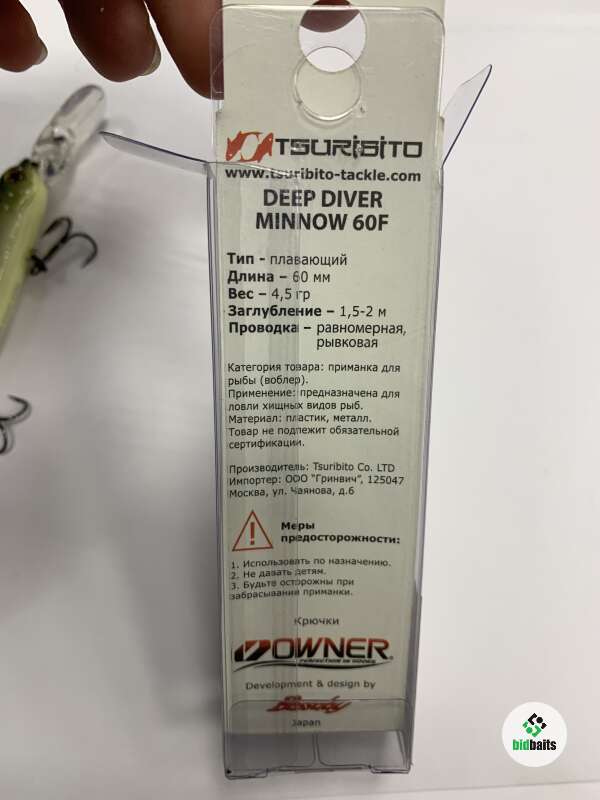 TSURIBITO
www.tsuribito-tackle.com
DEEP DIVER
MINNOW 60F
Тип - плавающий
Длина – 60 мм
Вес – 4,5 гр
Заглубление – 1,5-2 м
Проводка – равномерная,
рывковая
Категория товара: приманка для
рыбы (воблер).
Применение: предназначена для
ловли хищных видов рыб.
Материал: пластик, металл.
Товар не подлежит обязательной
сертификации.
Производитель: Tsuribito Co. LTD
Импортер: ООО "Гринвич", 125047
Москва, ул. Чаянова, д.6
Меры
предосторожности:
1. Использовать по назначению.
2. Не давать детям.
3. Будьте осторожны при
забрасывании приманки.
Крючки
OWNER
Development & design by
Japan
bidbaits